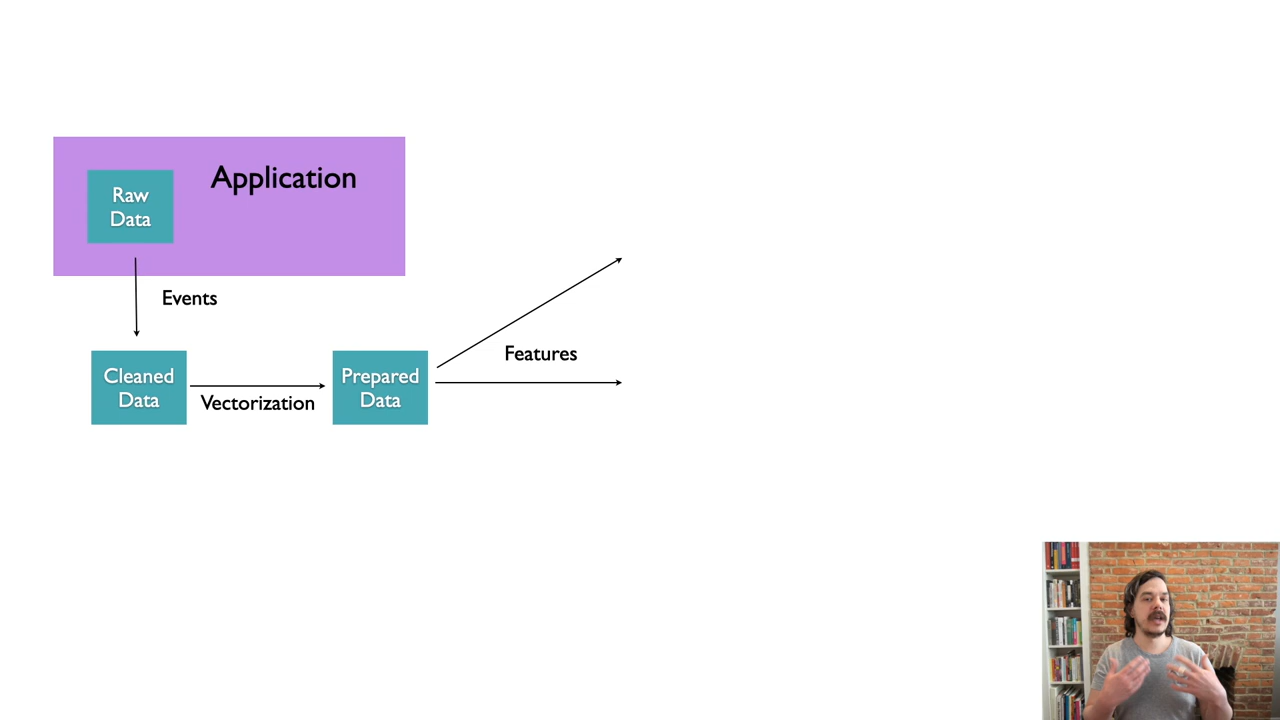 Application
Raw
Data
Events
Features
Cleaned
Data
Vectorization
Prepared
Data